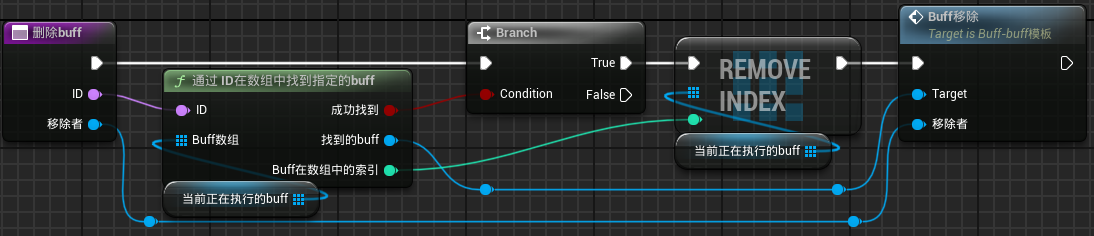 删除buff
ID
移除者
通过 ID在数组中找到指定的buff
ID
成功找到
Buff数组
找到的buff
Buff在数组中的索引
当前正在执行的buff
Branch
True
Condition
False
REMOVE
INDEX
当前正在执行的buff
Buff移除
Target is Buff-buff模板
Target
移除者